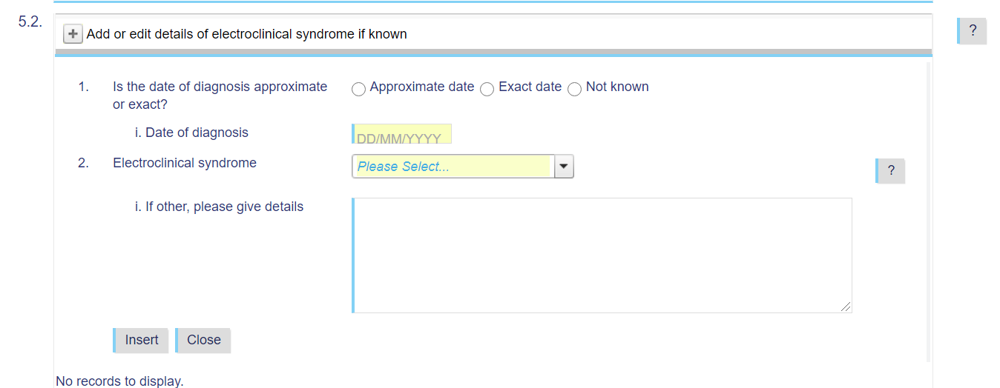 5.2.
+ Add or edit details of electroclinical syndrome if known
?
1. Is the date of diagnosis approximate or exact?
Approximate date Exact date Not known
i. Date of diagnosis
DD/MM/YYYY
2. Electroclinical syndrome
Please Select...
?
i. If other, please give details
Insert Close
No records to display.